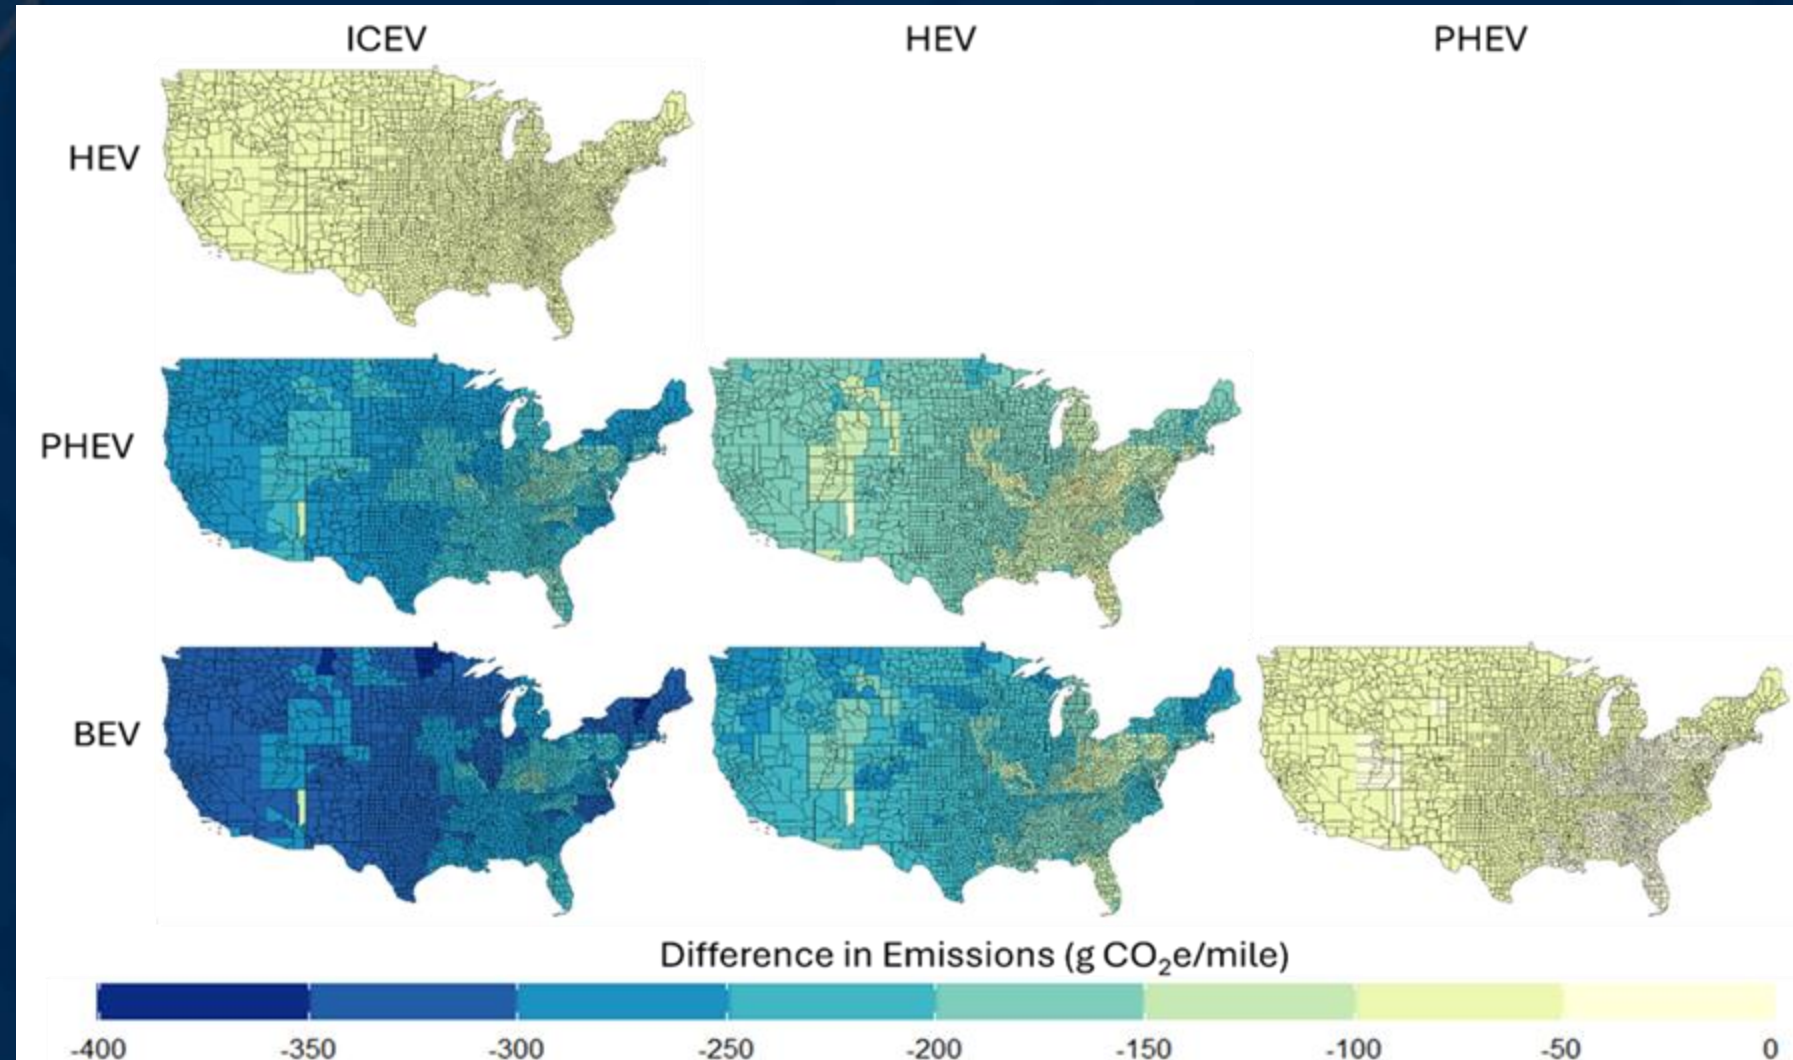 ICEV HEV PHEV
HEV
PHEV
BEV
Difference in Emissions (g CO₂e/mile)
-400 -350 -300 -250 -200 -150 -100 -50 0